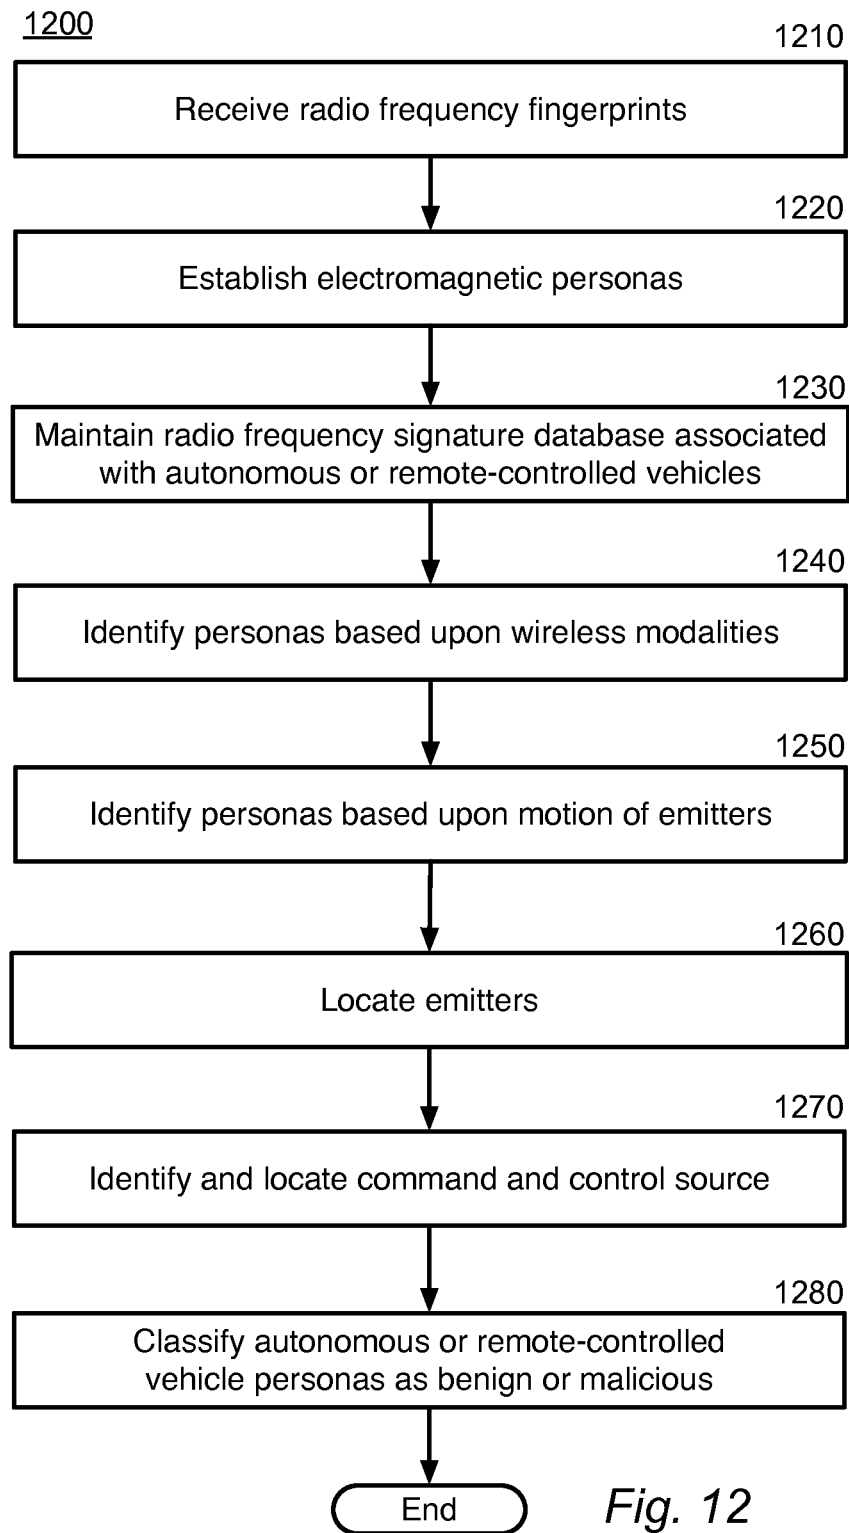 1200
1210
Receive radio frequency fingerprints
1220
Establish electromagnetic personas
1230
Maintain radio frequency signature database associated
with autonomous or remote-controlled vehicles
1240
Identify personas based upon wireless modalities
1250
Identify personas based upon motion of emitters
1260
Locate emitters
1270
Identify and locate command and control source
1280
Classify autonomous or remote-controlled
vehicle personas as benign or malicious
End
Fig. 12